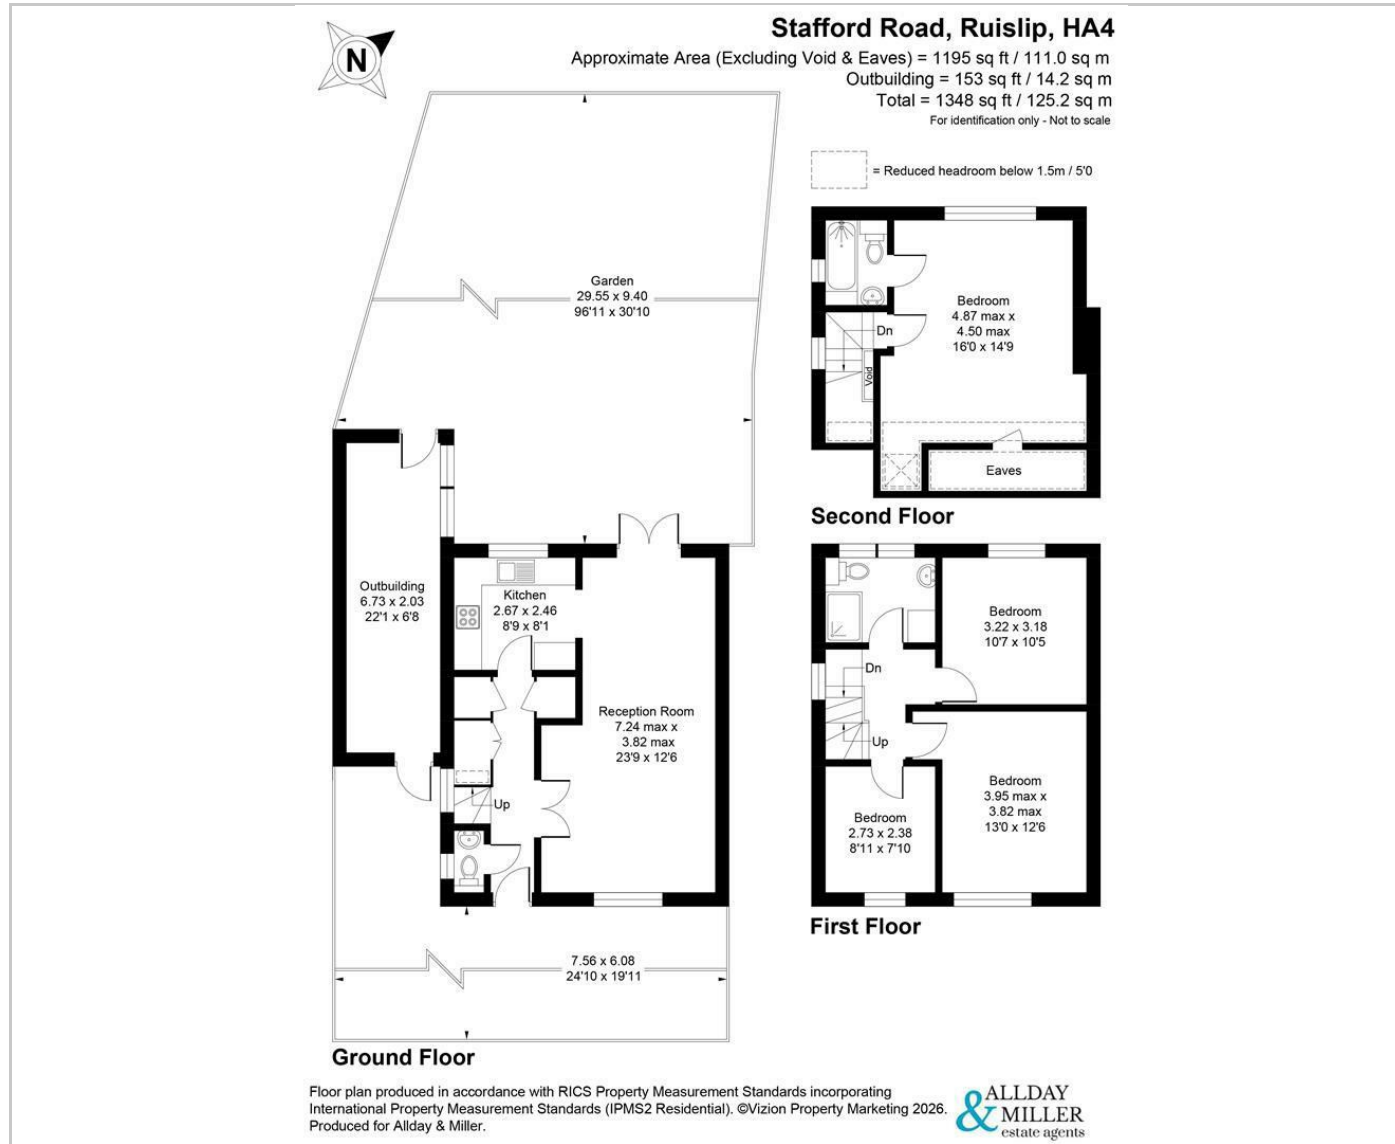 Stafford Road, Ruislip, HA4
Approximate Area (Excluding Void & Eaves) = 1195 sq ft / 111.0 sq m
Outbuilding = 153 sq ft / 14.2 sq m
Total = 1348 sq ft / 125.2 sq m
For identification only - Not to scale
N
= Reduced headroom below 1.5m / 5'0
Garden
29.55 x 9.40
96'11 x 30'10
Outbuilding
6.73 x 2.03
22'1 x 6'8
Kitchen
2.67 x 2.46
8'9 x 8'1
Reception Room
7.24 max x
3.82 max
23'9 x 12'6
Up
7.56 x 6.08
24'10 x 19'11
Ground Floor
Bedroom
4.87 max x
4.50 max
16'0 x 14'9
Dn
Void
Eaves
Second Floor
Bedroom
3.22 x 3.18
10'7 x 10'5
Dn
Up
Bedroom
3.95 max x
3.82 max
13'0 x 12'6
Bedroom
2.73 x 2.38
8'11 x 7'10
First Floor
Floor plan produced in accordance with RICS Property Measurement Standards incorporating
International Property Measurement Standards (IPMS2 Residential). ©Vizion Property Marketing 2026.
Produced for Allday & Miller.
ALLDAY
& MILLER
estate agents